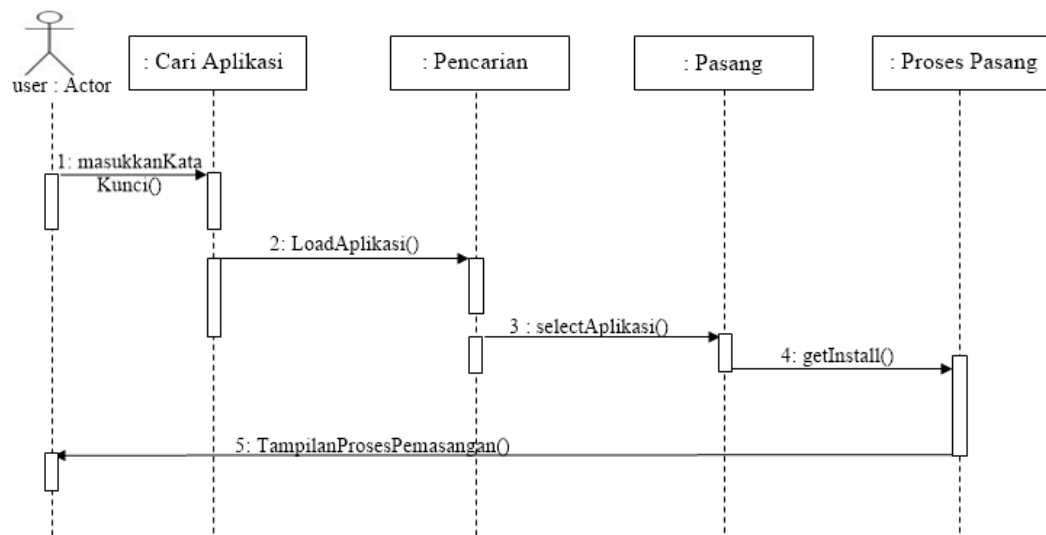 : Cari Aplikasi
: Pencarian
: Pasang
: Proses Pasang
user : Actor
1: masukkanKata
Kunci()
2: LoadAplikasi()
3 : selectAplikasi()
4: getInstall()
5: TampilanProsesPemasangan()